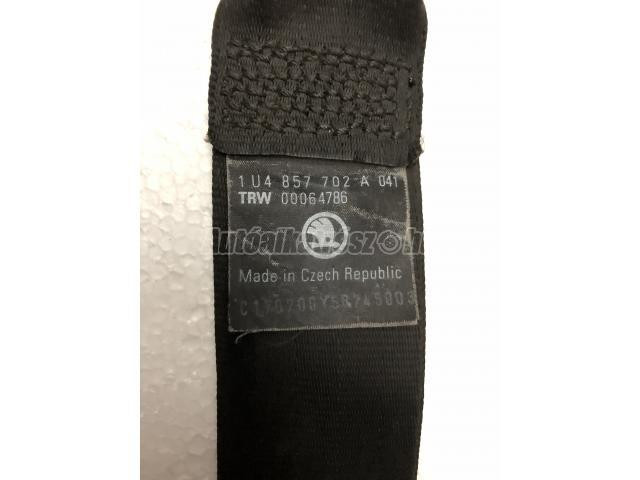 1U4 857 702 A 041
TRW 00064786
Made in Czech Republic